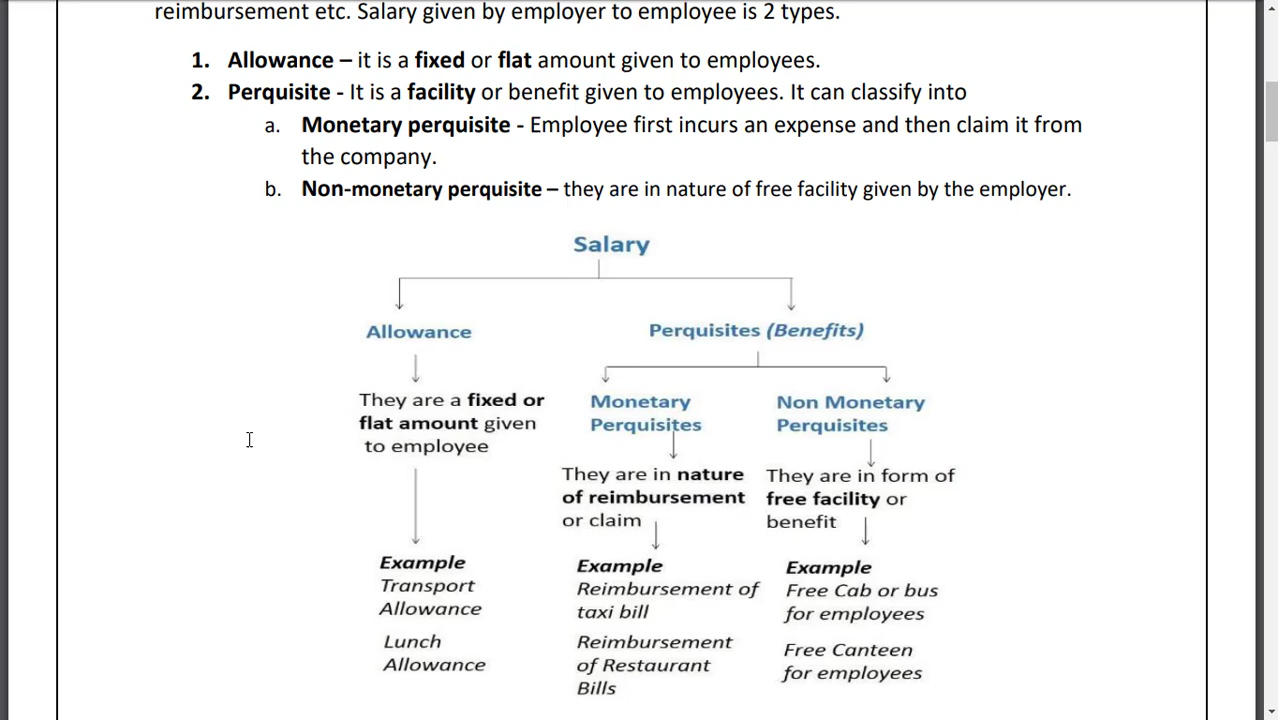 reimbursement etc. Salary given by employer to employee is 2 types.
1. Allowance – it is a fixed or flat amount given to employees.
2. Perquisite - It is a facility or benefit given to employees. It can classify into
a. Monetary perquisite - Employee first incurs an expense and then claim it from
the company.
b. Non-monetary perquisite – they are in nature of free facility given by the employer.
Salary
Allowance
They are a fixed or
flat amount given
to employee
Example
Transport
Allowance
Lunch
Allowance
Perquisites (Benefits)
Monetary
Perquisites
They are in nature
of reimbursement
or claim
Example
Reimbursement of
taxi bill
Reimbursement
of Restaurant
Bills
Non Monetary
Perquisites
They are in form of
free facility or
benefit
Example
Free Cab or bus
for employees
Free Canteen
for employees